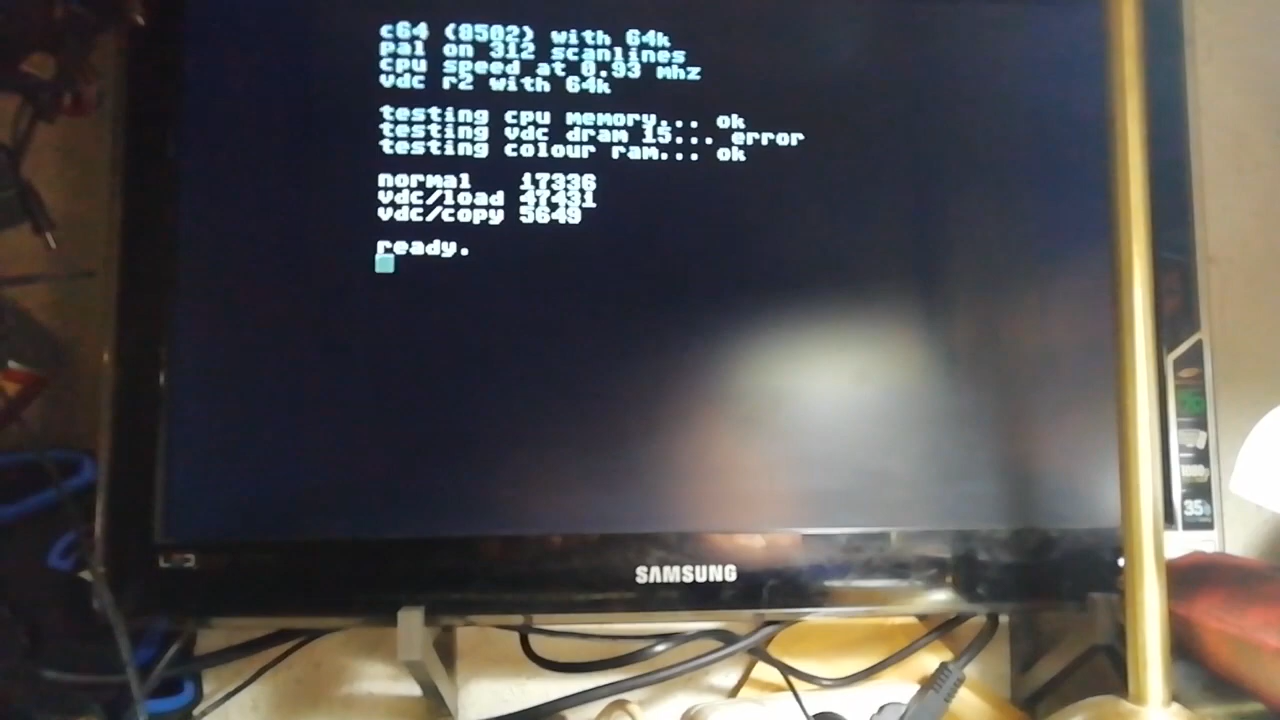 c64 (8502) with 64k
pal on 312 scanlines
cpu speed at 0.93 mhz
vdc r2 with 64k
testing cpu memory... ok
testing vdc dram 15... error
testing colour ram... ok
normal 17336
vdc/load 47431
vdc/copy 5649
ready.
SAMSUNG
35